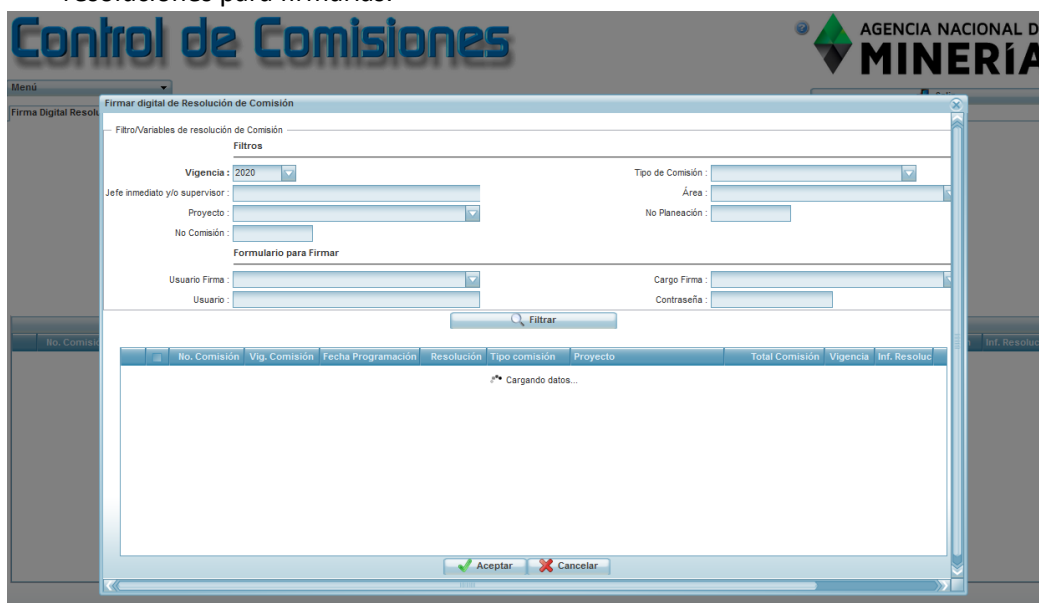 resoluciones para firmarlas.
Control de Comisiones
AGENCIA NACIONAL D
MINERÍA
Menú
Firma Digital Resolu
Firmar digital de Resolución de Comisión
Filtro/Variables de resolución de Comisión
Filtros
Vigencia : 2020
Tipo de Comisión :
Jefe inmediato y/o supervisor :
Área :
Proyecto :
No Planeación :
No Comisión :
Formulario para Firmar
Usuario Firma :
Cargo Firma :
Usuario :
Contraseña :
Filtrar
No. Comisió
Inf. Resoluc
No. Comisión Vig. Comisión Fecha Programación Resolución Tipo comisión Proyecto Total Comisión Vigencia Inf. Resoluc
Cargando datos...
Aceptar Cancelar